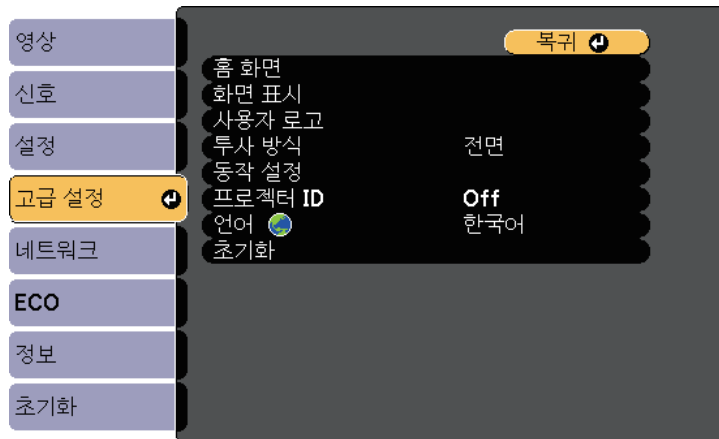 영상
신호
설정
고급 설정
네트워크
ECO
정보
초기화
복귀
홈 화면
화면 표시
사용자 로고
투사 방식 전면
동작 설정
프로젝터 ID Off
언어 한국어
초기화